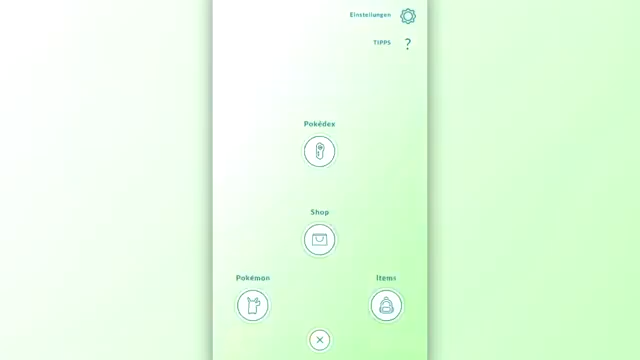 Einstellungen
TIPPS ?
Pokédex
Shop
Pokémon
Items